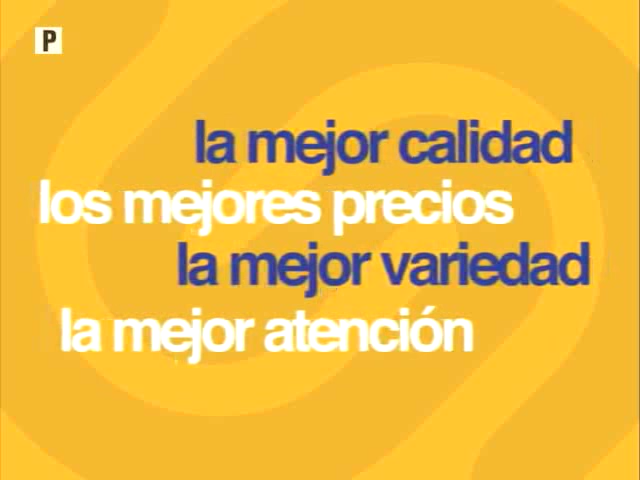 P
la mejor calidad
los mejores precios
la mejor variedad
la mejor atención